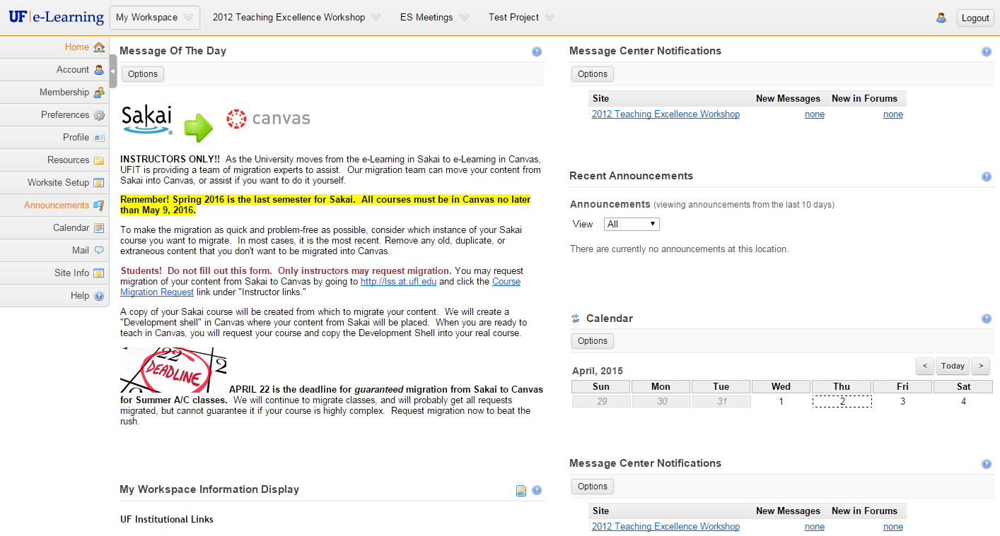 UF e-Learning
My Workspace
2012 Teaching Excellence Workshop
ES Meetings
Test Project
Logout
Home
Account
Membership
Preferences
Profile
Resources
Worksite Setup
Announcements
Calendar
Mail
Site Info
Help
Message Of The Day
Options
Sakai
®
canvas
INSTRUCTORS ONLY!!  As the University moves from the e-Learning in Sakai to e-Learning in Canvas,
UFIT is providing a team of migration experts to assist.  Our migration team can move your content from
Sakai into Canvas, or assist if you want to do it yourself.
Remember! Spring 2016 is the last semester for Sakai.  All courses must be in Canvas no later
than May 9, 2016.
To make the migration as quick and problem-free as possible, consider which instance of your Sakai
course you want to migrate.  In most cases, it is the most recent. Remove any old, duplicate, or
extraneous content that you don't want to be migrated into Canvas.
Students!  Do not fill out this form.  Only instructors may request migration. You may request
migration of your content from Sakai to Canvas by going to http://lss.at.ufl.edu and click the Course
Migration Request link under "Instructor links."
A copy of your Sakai course will be created from which to migrate your content.  We will create a
"Development shell" in Canvas where your content from Sakai will be placed.  When you are ready to
teach in Canvas, you will request your course and copy the Development Shell into your real course.
22
2
DEADLINE
APRIL 22 is the deadline for guaranteed migration from Sakai to Canvas
for Summer A/C classes.  We will continue to migrate classes, and will probably get all requests
migrated, but cannot guarantee it if your course is highly complex.  Request migration now to beat the
rush.
My Workspace Information Display
UF Institutional Links
Message Center Notifications
Options
Site New Messages New in Forums
2012 Teaching Excellence Workshop none none
Recent Announcements
Announcements (viewing announcements from the last 10 days)
View All
There are currently no announcements at this location.
Calendar
Options
April, 2015 < Today >
Sun Mon Tue Wed Thu Fri Sat
29 30 31 1 2 3 4
Message Center Notifications
Options
Site New Messages New in Forums
2012 Teaching Excellence Workshop none none